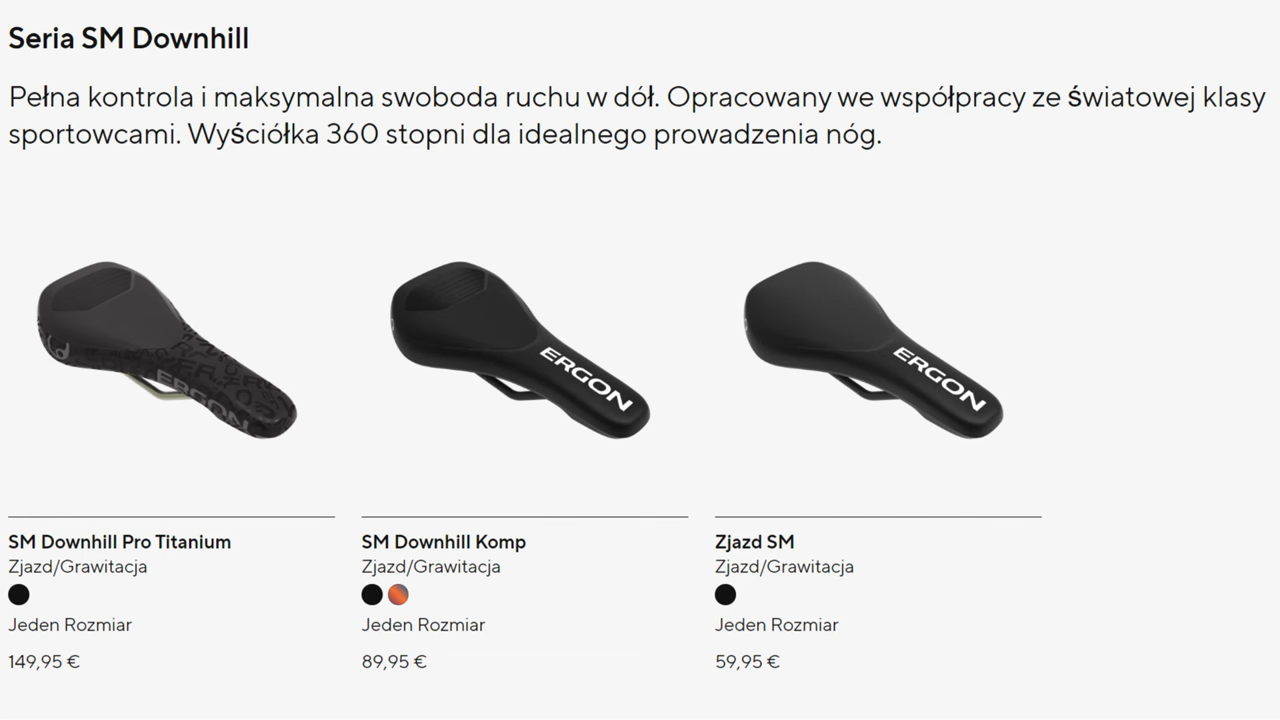 Seria SM Downhill
Pełna kontrola i maksymalna swoboda ruchu w dół. Opracowany we współpracy ze światowej klasy
sportowcami. Wyściółka 360 stopni dla idealnego prowadzenia nóg.
ERGON
ERGON
ERGON
SM Downhill Pro Titanium
Zjazd/Grawitacja
Jeden Rozmiar
149,95 €
SM Downhill Komp
Zjazd/Grawitacja
Jeden Rozmiar
89,95 €
Zjazd SM
Zjazd/Grawitacja
Jeden Rozmiar
59,95 €